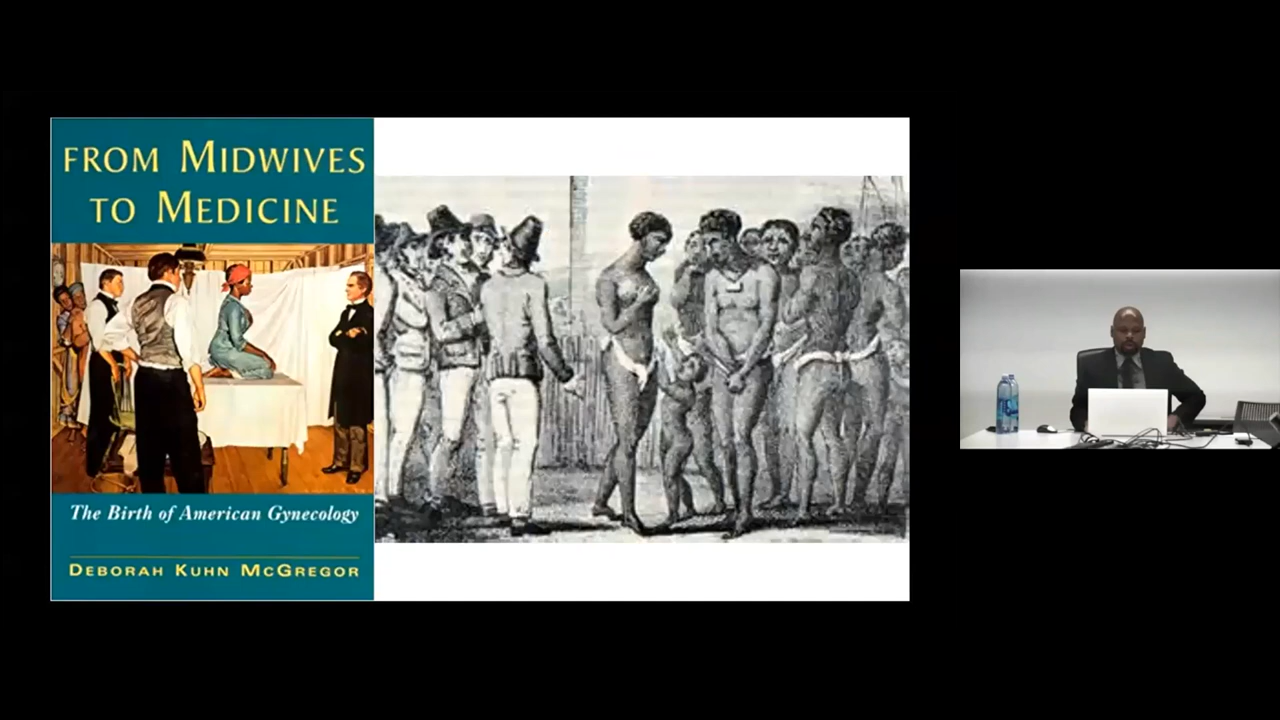 FROM MIDWIVES
TO MEDICINE
The Birth of American Gynecology
DEBORAH KUHN MCGREGOR